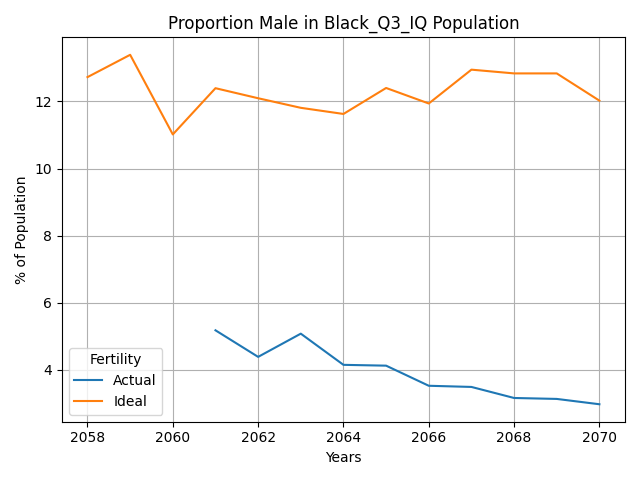 Proportion Male in Black_Q3_IQ Population
% of Population
12
10
8
6
4
Fertility
Actual
Ideal
2058 2060 2062 2064 2066 2068 2070
Years